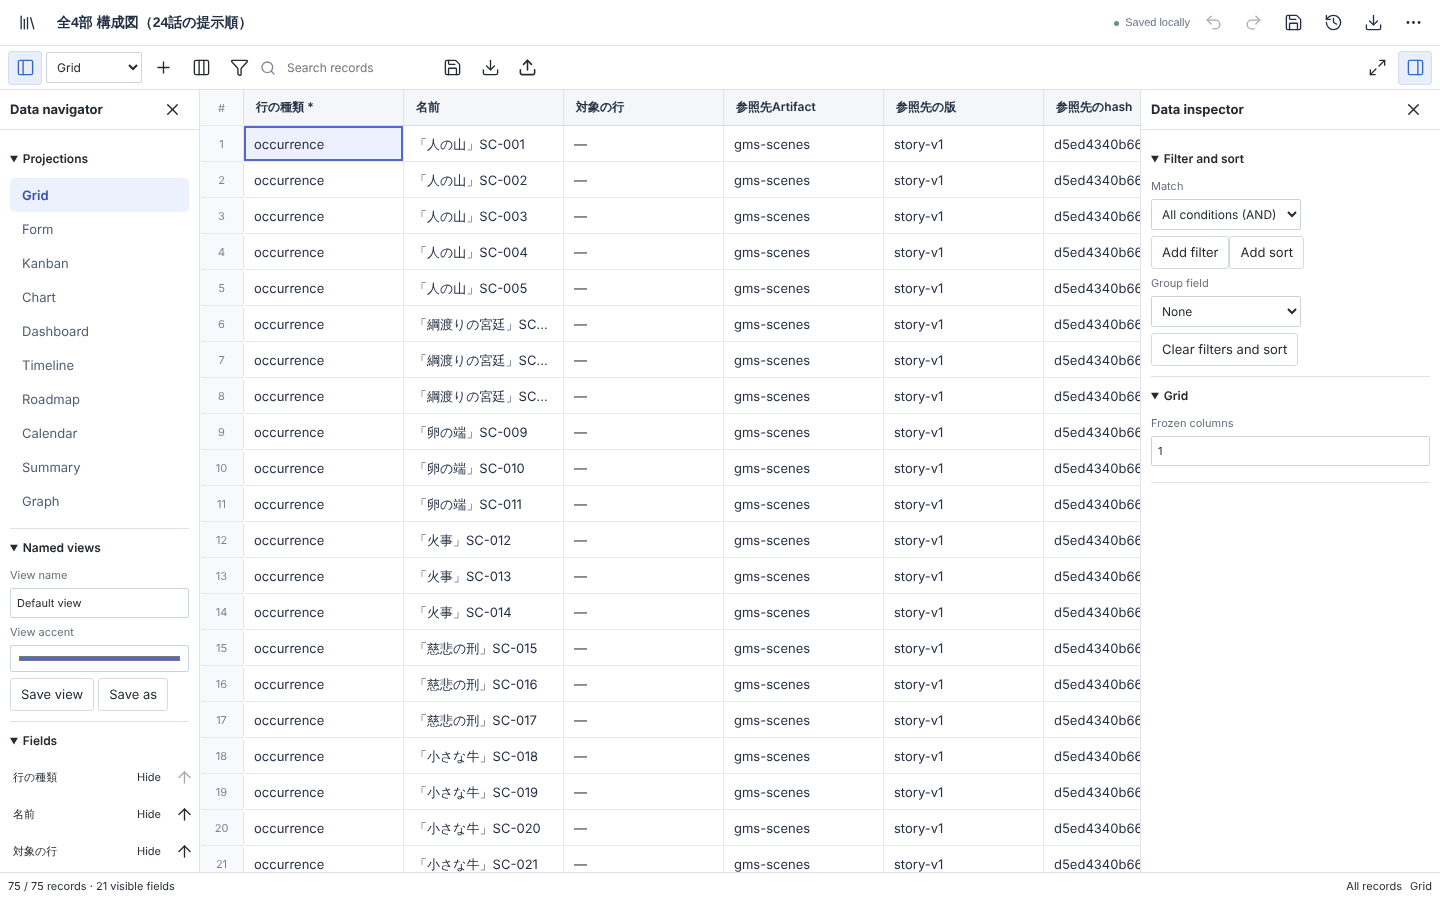 全4部 構成図（24話の提示順）
Saved locally
Grid
Search records
Data navigator
Projections
Grid
Form
Kanban
Chart
Dashboard
Timeline
Roadmap
Calendar
Summary
Graph
Named views
View name
Default view
View accent
Save view Save as
Fields
行の種類 Hide
名前 Hide
対象の行 Hide
# 行の種類 * 名前 対象の行 参照先Artifact 参照先の版 参照先のhash
1 occurrence 「人の山」SC-001 — gms-scenes story-v1 d5ed4340b66
2 occurrence 「人の山」SC-002 — gms-scenes story-v1 d5ed4340b66
3 occurrence 「人の山」SC-003 — gms-scenes story-v1 d5ed4340b66
4 occurrence 「人の山」SC-004 — gms-scenes story-v1 d5ed4340b66
5 occurrence 「人の山」SC-005 — gms-scenes story-v1 d5ed4340b66
6 occurrence 「綱渡りの宮廷」SC... — gms-scenes story-v1 d5ed4340b66
7 occurrence 「綱渡りの宮廷」SC... — gms-scenes story-v1 d5ed4340b66
8 occurrence 「綱渡りの宮廷」SC... — gms-scenes story-v1 d5ed4340b66
9 occurrence 「卵の端」SC-009 — gms-scenes story-v1 d5ed4340b66
10 occurrence 「卵の端」SC-010 — gms-scenes story-v1 d5ed4340b66
11 occurrence 「卵の端」SC-011 — gms-scenes story-v1 d5ed4340b66
12 occurrence 「火事」SC-012 — gms-scenes story-v1 d5ed4340b66
13 occurrence 「火事」SC-013 — gms-scenes story-v1 d5ed4340b66
14 occurrence 「火事」SC-014 — gms-scenes story-v1 d5ed4340b66
15 occurrence 「慈悲の刑」SC-015 — gms-scenes story-v1 d5ed4340b66
16 occurrence 「慈悲の刑」SC-016 — gms-scenes story-v1 d5ed4340b66
17 occurrence 「慈悲の刑」SC-017 — gms-scenes story-v1 d5ed4340b66
18 occurrence 「小さな牛」SC-018 — gms-scenes story-v1 d5ed4340b66
19 occurrence 「小さな牛」SC-019 — gms-scenes story-v1 d5ed4340b66
20 occurrence 「小さな牛」SC-020 — gms-scenes story-v1 d5ed4340b66
21 occurrence 「小さな牛」SC-021 — gms-scenes story-v1 d5ed4340b66
Data inspector
Filter and sort
Match
All conditions (AND)
Add filter Add sort
Group field
None
Clear filters and sort
Grid
Frozen columns
1
75 / 75 records · 21 visible fields
All records Grid